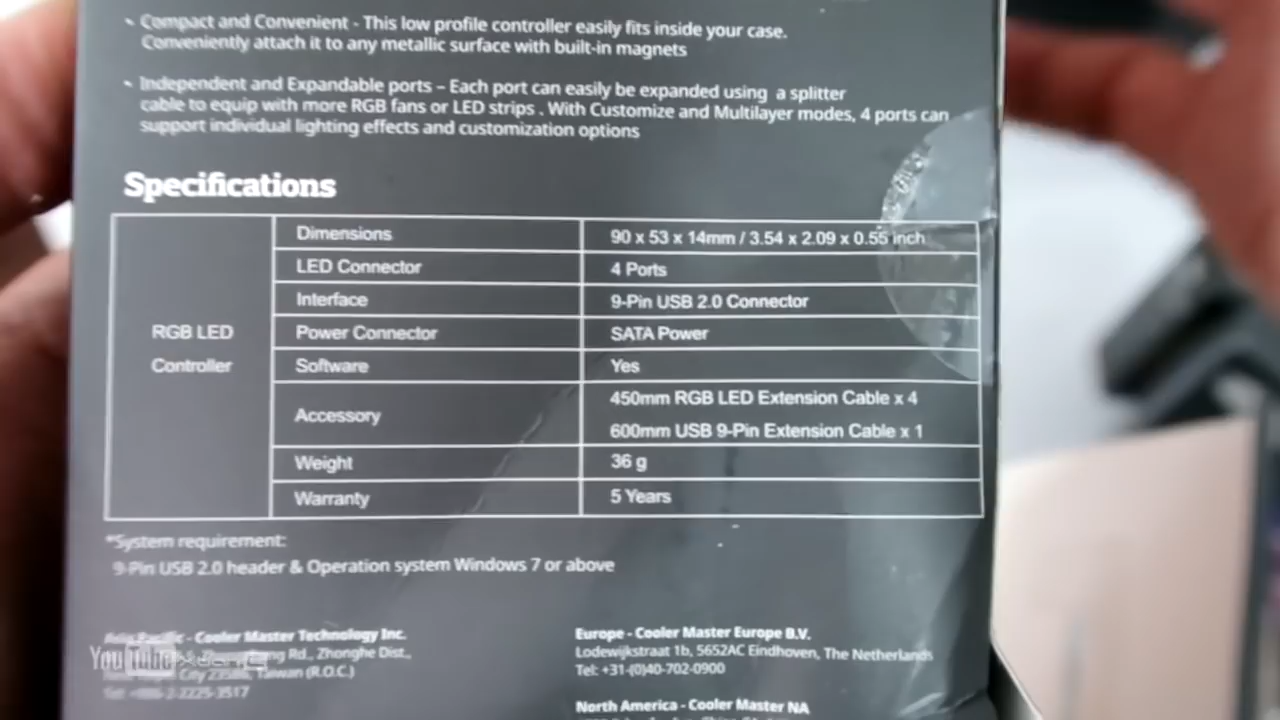 Compact and Convenient - This low profile controller easily fits inside your case.
Conveniently attach it to any metallic surface with built-in magnets
Independent and Expandable ports – Each port can easily be expanded using a splitter
cable to equip with more RGB fans or LED strips . With Customize and Multilayer modes, 4 ports can
support individual lighting effects and customization options
Specifications
RGB LED
Controller
Dimensions 90 x 53 x 14mm / 3.54 x 2.09 x 0.55 inch
LED Connector 4 Ports
Interface 9-Pin USB 2.0 Connector
Power Connector SATA Power
Software Yes
Accessory 450mm RGB LED Extension Cable x 4
600mm USB 9-Pin Extension Cable x 1
Weight 36 g
Warranty 5 Years
*System requirement:
9-Pin USB 2.0 header & Operation system Windows 7 or above
Asia Pacific - Cooler Master Technology Inc.
Rd., Zhonghe Dist.,
City Taiwan (R.O.C.)
YouTube
Europe - Cooler Master Europe B.V.
Lodewijkstraat 1b, 5652AC Eindhoven, The Netherlands
Tel: +31-(0)40-702-0900
North America - Cooler Master NA